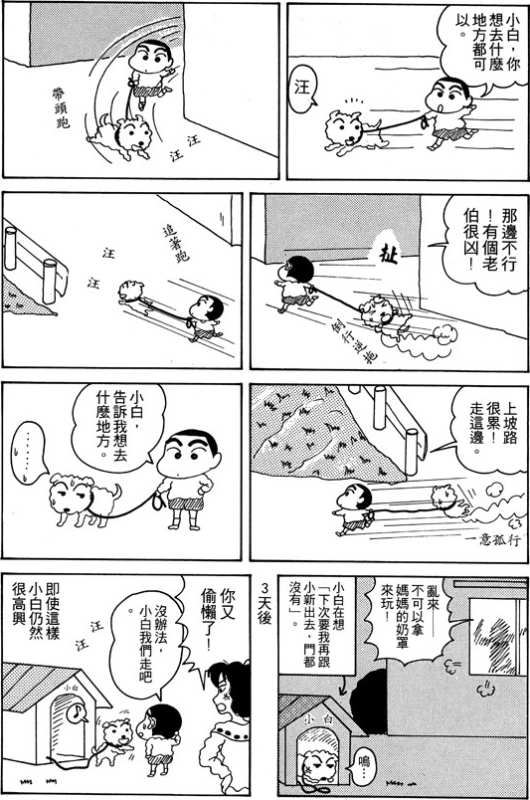 小白，你
想去什麼
地方都可
以。
汪
帶頭跑
汪
汪
那邊不行
！有個老
伯很凶！
扯
倒行逆拖
追著跑
汪
汪
上坡路
很累！
走這邊。
一意孤行
小白，
告訴我想去
什麼地方。
……
亂來——
不可以拿
媽媽的奶罩
來玩！
小白在想
「下次要我再跟
小新出去，門都
沒有」。
小白
嗚…
3天後
你又
偷懶了！
沒辦法，
小白我們走吧
。
汪
汪
小白
即使這樣
小白仍然
很高興